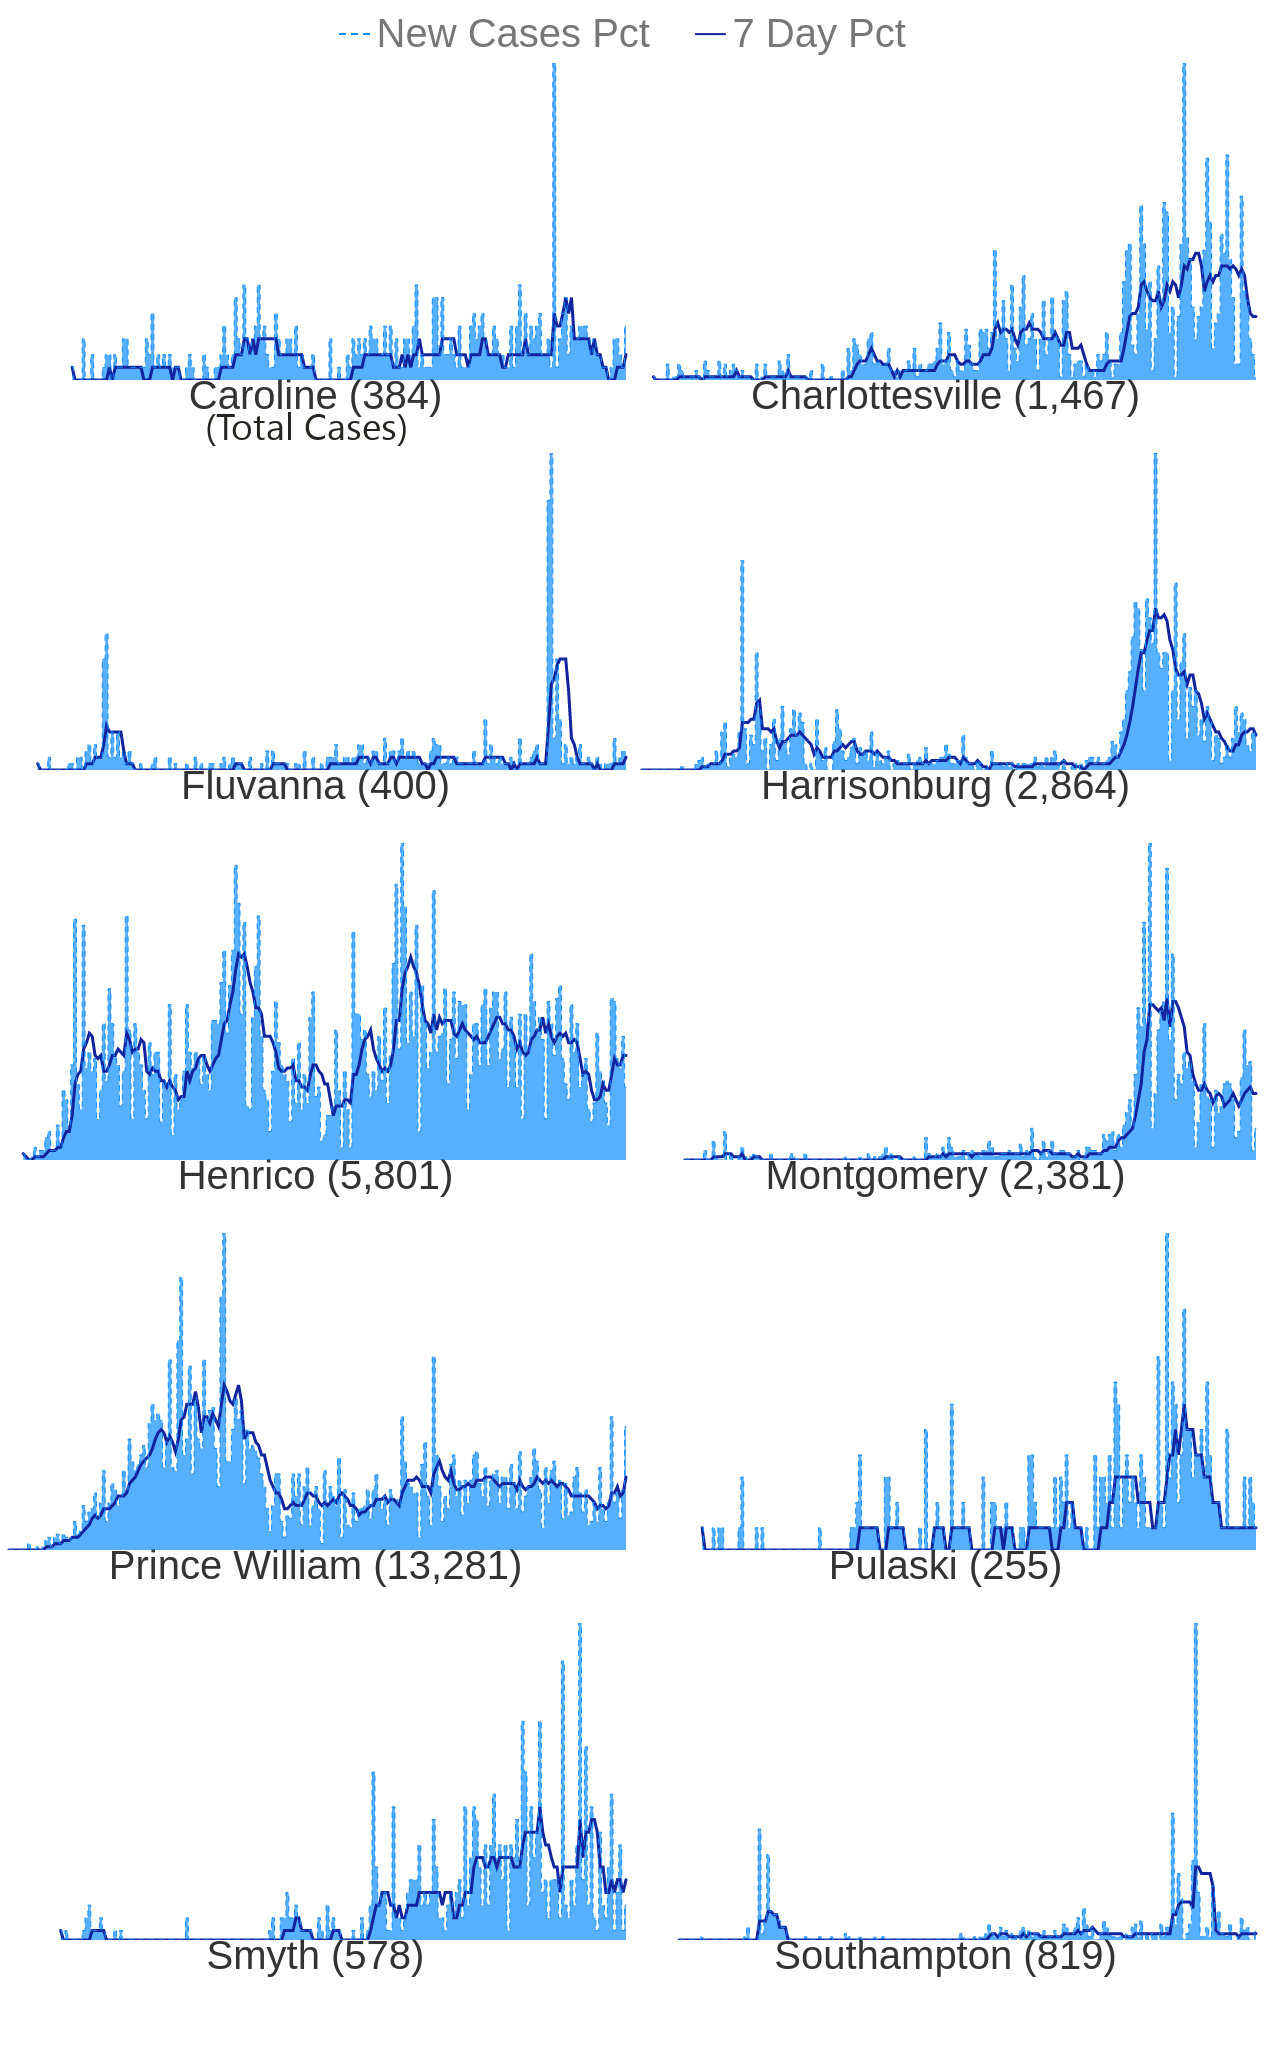 New Cases Pct 7 Day Pct
Caroline (384) Charlottesville (1,467)
(Total Cases)
Fluvanna (400) Harrisonburg (2,864)
Henrico (5,801) Montgomery (2,381)
Prince William (13,281) Pulaski (255)
Smyth (578) Southampton (819)